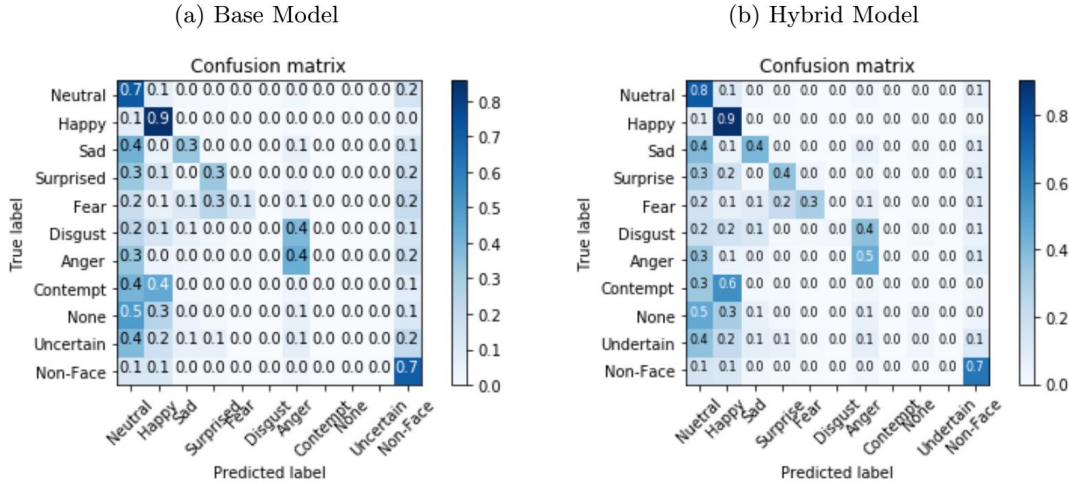 (a) Base Model
Confusion matrix
True label
Neutral 0.7 0.1 0.0 0.0 0.0 0.0 0.0 0.0 0.0 0.0 0.2
Happy 0.1 0.9 0.0 0.0 0.0 0.0 0.0 0.0 0.0 0.0 0.0
Sad 0.4 0.0 0.3 0.0 0.0 0.0 0.1 0.0 0.0 0.0 0.1
Surprised 0.3 0.1 0.0 0.3 0.0 0.0 0.0 0.0 0.0 0.0 0.2
Fear 0.2 0.1 0.1 0.3 0.1 0.0 0.1 0.0 0.0 0.0 0.2
Disgust 0.2 0.1 0.1 0.0 0.0 0.0 0.4 0.0 0.0 0.0 0.1
Anger 0.3 0.0 0.0 0.0 0.0 0.0 0.4 0.0 0.0 0.0 0.2
Contempt 0.4 0.4 0.0 0.0 0.0 0.0 0.0 0.0 0.0 0.0 0.1
None 0.5 0.3 0.0 0.0 0.0 0.0 0.1 0.0 0.0 0.0 0.1
Uncertain 0.4 0.2 0.1 0.1 0.0 0.0 0.1 0.0 0.0 0.0 0.2
Non-Face 0.1 0.1 0.0 0.0 0.0 0.0 0.0 0.0 0.0 0.0 0.7
Neutral Happy Sad Surprised Fear Disgust Anger Contempt None Uncertain Non-Face
Predicted label
0.8
0.7
0.6
0.5
0.4
0.3
0.2
0.1
0.0
(b) Hybrid Model
Confusion matrix
True label
Nuetral 0.8 0.1 0.0 0.0 0.0 0.0 0.0 0.0 0.0 0.0 0.1
Happy 0.1 0.9 0.0 0.0 0.0 0.0 0.0 0.0 0.0 0.0 0.0
Sad 0.4 0.1 0.4 0.0 0.0 0.0 0.0 0.0 0.0 0.0 0.1
Surprise 0.3 0.2 0.0 0.4 0.0 0.0 0.0 0.0 0.0 0.0 0.1
Fear 0.2 0.1 0.1 0.2 0.3 0.0 0.1 0.0 0.0 0.0 0.1
Disgust 0.2 0.2 0.1 0.0 0.0 0.0 0.4 0.0 0.0 0.0 0.1
Anger 0.3 0.1 0.0 0.0 0.0 0.0 0.5 0.0 0.0 0.0 0.1
Contempt 0.3 0.6 0.0 0.0 0.0 0.0 0.0 0.0 0.0 0.0 0.1
None 0.5 0.3 0.1 0.0 0.0 0.0 0.1 0.0 0.0 0.0 0.1
Undertain 0.4 0.2 0.1 0.1 0.0 0.0 0.1 0.0 0.0 0.0 0.1
Non-Face 0.1 0.1 0.0 0.0 0.0 0.0 0.0 0.0 0.0 0.0 0.7
Nuetral Happy Sad Surprise Fear Disgust Anger Contempt None Undertain Non-Face
Predicted label
0.8
0.6
0.4
0.2
0.0